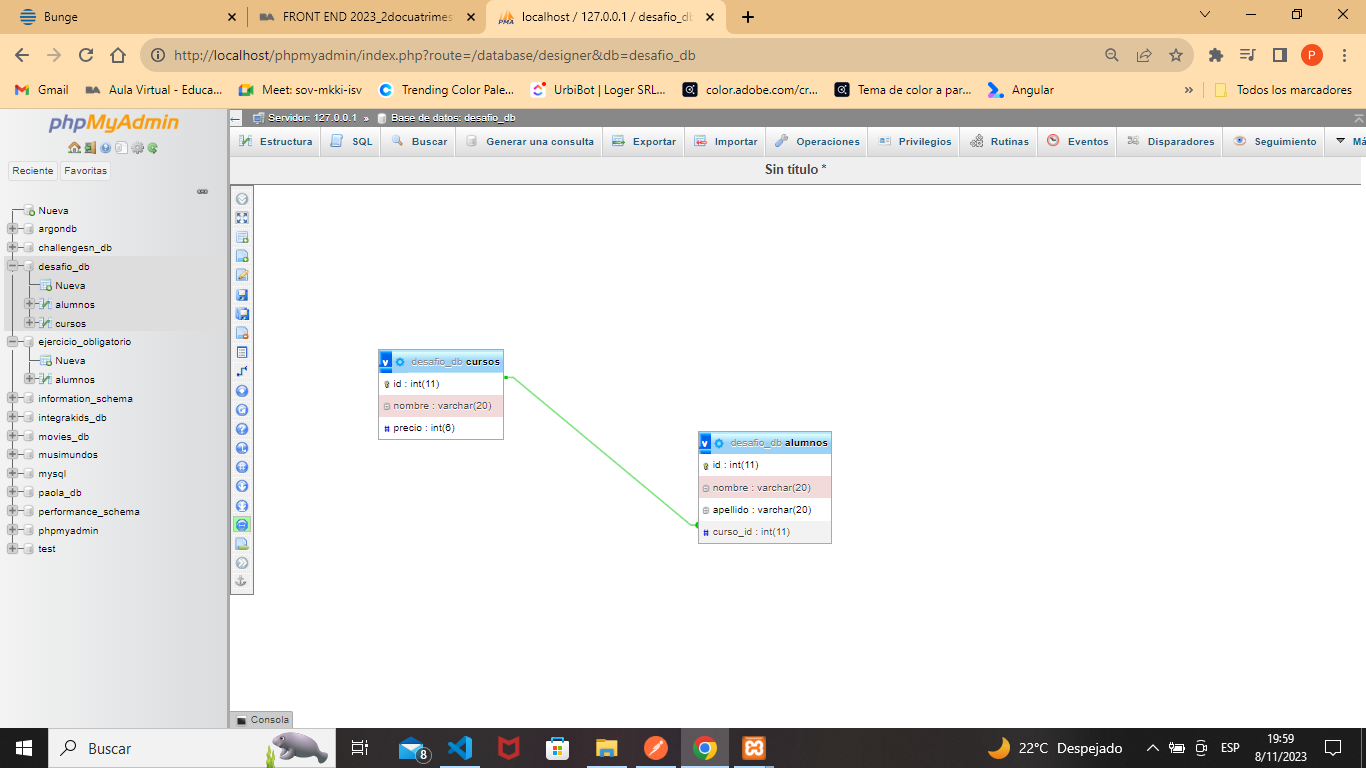 Bunge
FRONT END 2023_2docuatrimes
localhost / 127.0.0.1 / desafio_db
http://localhost/phpmyadmin/index.php?route=/database/designer&db=desafio_db
P
Gmail
Aula Virtual - Educa...
Meet: sov-mkki-isv
Trending Color Pale...
UrbiBot | Loger SRL...
color.adobe.com/cr...
Tema de color a par...
Angular
»
Todos los marcadores
phpMyAdmin
Servidor: 127.0.0.1 » Base de datos: desafio_db
Estructura
SQL
Buscar
Generar una consulta
Exportar
Importar
Operaciones
Privilegios
Rutinas
Eventos
Disparadores
Seguimiento
Má
Reciente
Favoritas
Sin título *
Nueva
argondb
challengesn_db
desafio_db
Nueva
alumnos
cursos
ejercicio_obligatorio
Nueva
alumnos
information_schema
integrakids_db
movies_db
musimundos
mysql
paola_db
performance_schema
phpmyadmin
test
v desafio_db cursos
id : int(11)
nombre : varchar(20)
# precio : int(6)
v desafio_db alumnos
id : int(11)
nombre : varchar(20)
apellido : varchar(20)
# curso_id : int(11)
Consola
Buscar
8
22°C Despejado
ESP
19:59
8/11/2023